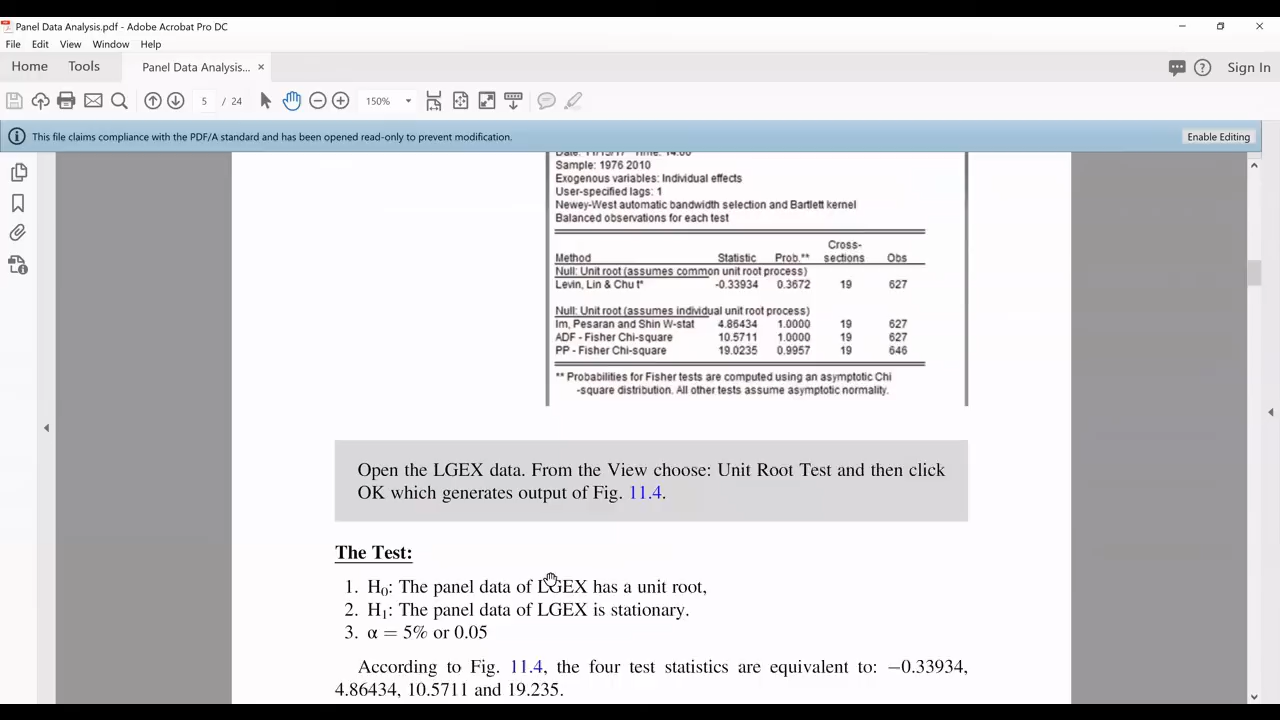 Panel Data Analysis.pdf - Adobe Acrobat Pro DC
File Edit View Window Help
Home Tools Panel Data Analysis... × Sign In
5 / 24 150%
This file claims compliance with the PDF/A standard and has been opened read-only to prevent modification. Enable Editing
Sample: 1976 2010
Exogenous variables: Individual effects
User-specified lags: 1
Newey-West automatic bandwidth selection and Bartlett kernel
Balanced observations for each test
Cross-
Method Statistic Prob.** sections Obs
Null: Unit root (assumes common unit root process)
Levin, Lin & Chu t* -0.33934 0.3672 19 627
Null: Unit root (assumes individual unit root process)
Im, Pesaran and Shin W-stat 4.86434 1.0000 19 627
ADF - Fisher Chi-square 10.5711 1.0000 19 627
PP - Fisher Chi-square 19.0235 0.9957 19 646
** Probabilities for Fisher tests are computed using an asymptotic Chi
-square distribution. All other tests assume asymptotic normality.
Open the LGEX data. From the View choose: Unit Root Test and then click
OK which generates output of Fig. 11.4.
The Test:
1. H0: The panel data of LGEX has a unit root,
2. H1: The panel data of LGEX is stationary.
3. α = 5% or 0.05
According to Fig. 11.4, the four test statistics are equivalent to: −0.33934,
4.86434, 10.5711 and 19.235.